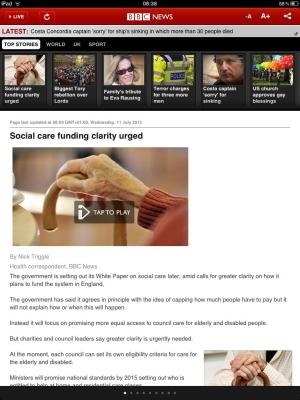 iPad
08:38
58%
LIVE
BBC NEWS
-A
A+
LATEST: Costa Concordia captain 'sorry' for ship's sinking in which more than 30 people died
TOP STORIES WORLD UK SPORT
Social care funding clarity urged
Biggest Tory rebellion over Lords
Family's tribute to Eva Rausing
Terror charges for three more men
Costa captain 'sorry' for sinking
US church approves gay blessings
Page last updated at 08:00 GMT+01:00, Wednesday, 11 July 2012
Social care funding clarity urged
TAP TO PLAY
By Nick Triggle
Health correspondent, BBC News
The government is setting out its White Paper on social care later, amid calls for greater clarity on how it
plans to fund the system in England.
The government has said it agrees in principle with the idea of capping how much people have to pay but it
will not explain how or when this will happen.
Instead it will focus on promising more equal access to council care for elderly and disabled people.
But charities and council leaders say greater clarity is urgently needed.
At the moment, each council can set its own eligibility criteria for care for
the elderly and disabled.
Ministers will promise national standards by 2015 setting out who is